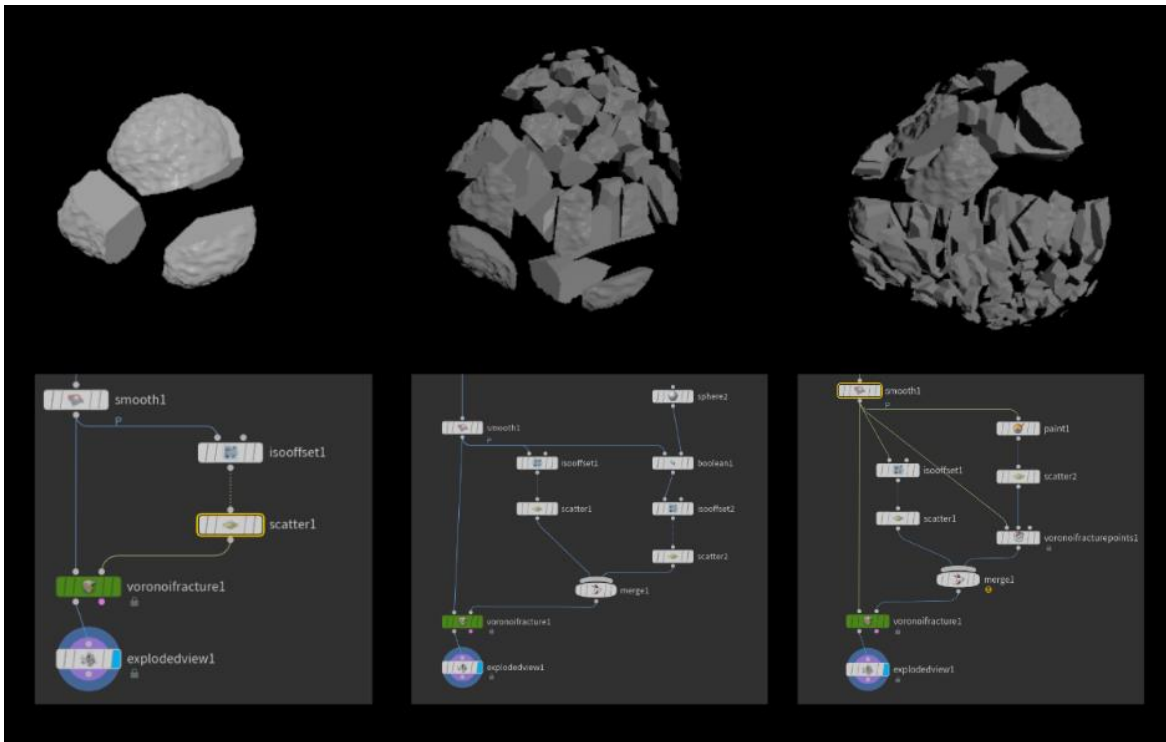 smooth1
P
isooffset1
scatter1
voronoifracture1
explodedview1
sphere2
smooth1
P
isooffset1
boolean1
scatter1
isooffset2
scatter2
merge1
voronoifracture1
explodedview1
smooth1
P
paint1
isooffset1
scatter2
scatter1
voronoifracturepoints1
merge1
voronoifracture1
explodedview1